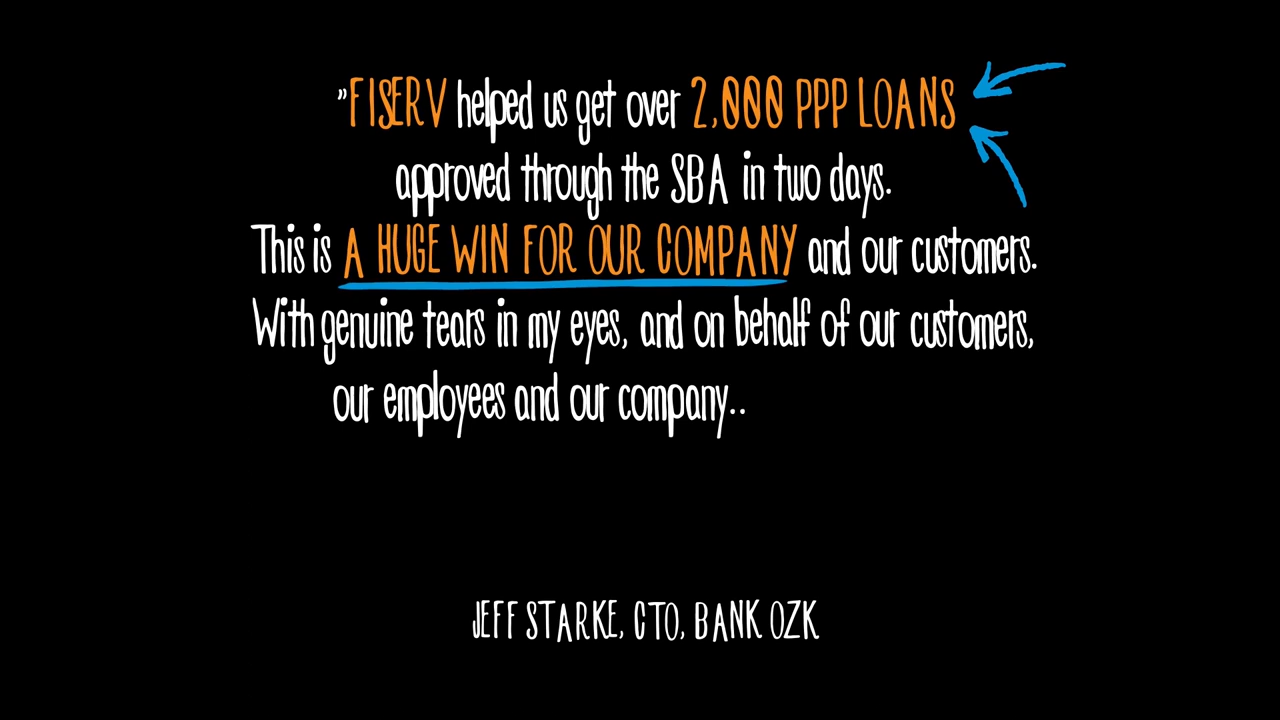 ”FISERV helped us get over 2,000 PPP LOANS
approved through the SBA in two days.
This is A HUGE WIN FOR OUR COMPANY and our customers.
With genuine tears in my eyes, and on behalf of our customers,
our employees and our company..
JEFF STARKE, CTO, BANK OZK